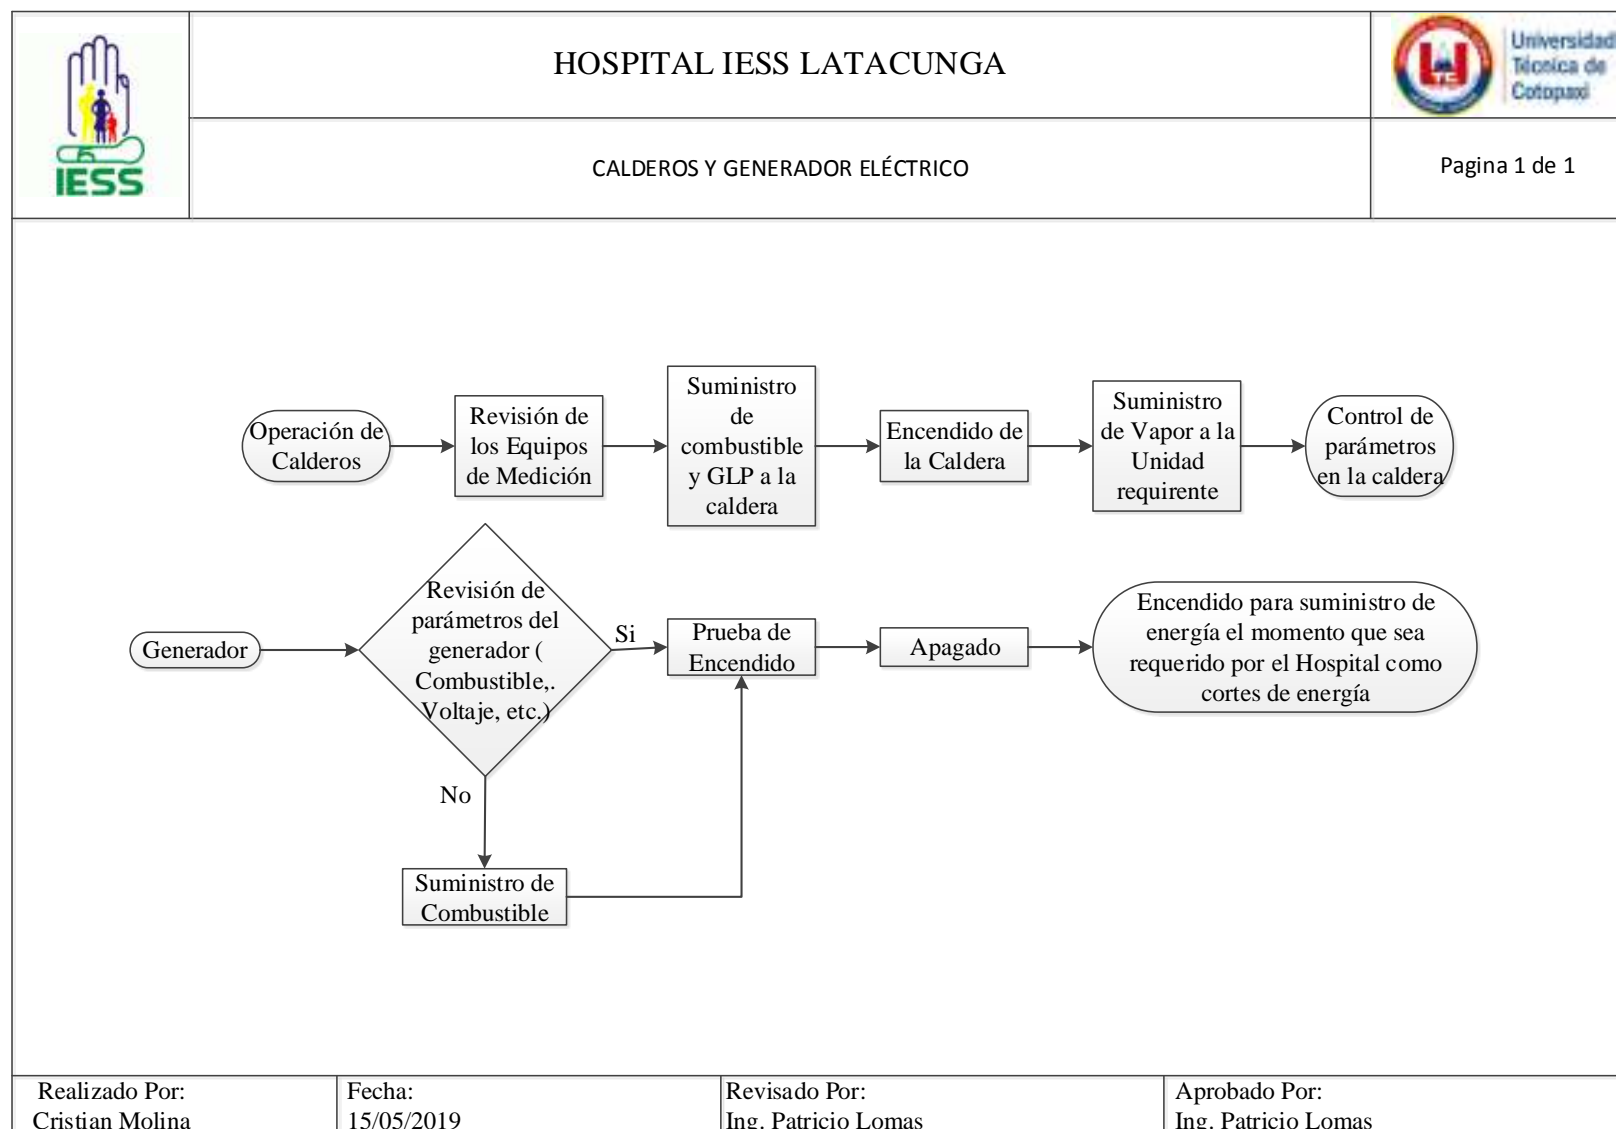 HOSPITAL IESS LATACUNGA
IESS
Universidad
Técnica de
Cotopaxi
CALDEROS Y GENERADOR ELÉCTRICO
Pagina 1 de 1
Operación de
Calderos
Revisión de
los Equipos
de Medición
Suministro
de
combustible
y GLP a la
caldera
Encendido de
la Caldera
Suministro
de Vapor a la
Unidad
requirente
Control de
parámetros
en la caldera
Generador
Revisión de
parámetros del
generador (
Combustible,.
Voltaje, etc.)
Si
Prueba de
Encendido
Apagado
Encendido para suministro de
energía el momento que sea
requerido por el Hospital como
cortes de energía
No
Suministro de
Combustible
Realizado Por:
Cristian Molina
Fecha:
15/05/2019
Revisado Por:
Ing. Patricio Lomas
Aprobado Por:
Ing. Patricio Lomas